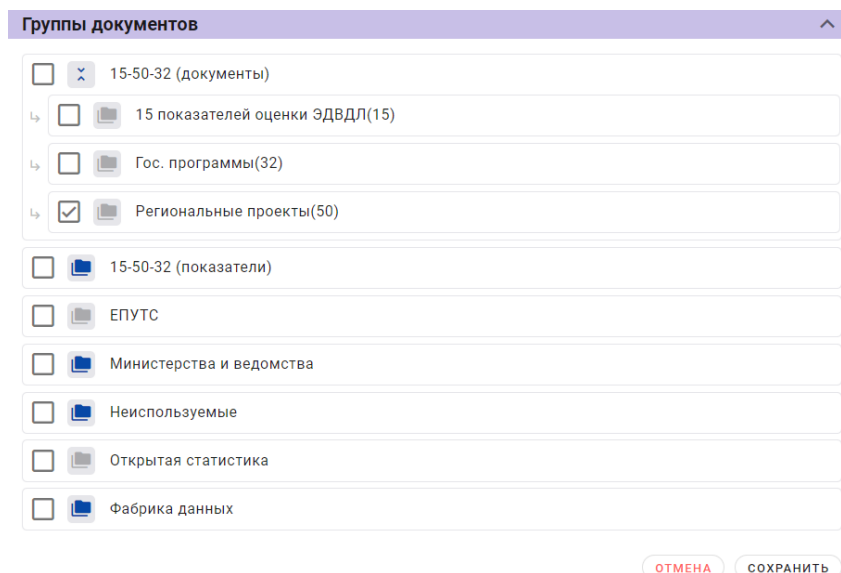 Группы документов
15-50-32 (документы)
15 показателей оценки ЭДВДЛ(15)
Гос. программы(32)
Региональные проекты(50)
15-50-32 (показатели)
ЕПУТС
Министерства и ведомства
Неиспользуемые
Открытая статистика
Фабрика данных
ОТМЕНА СОХРАНИТЬ